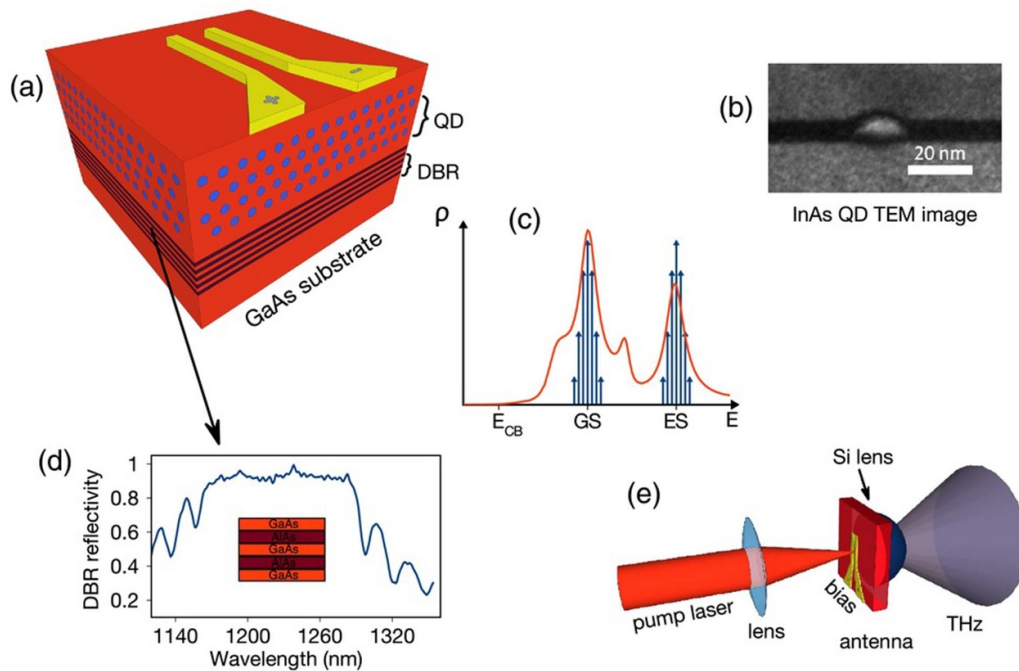 (a)
+
-
QD
DBR
GaAs substrate
(b)
20 nm
InAs QD TEM image
(c)
ρ
E_CB
GS
ES
E
(d)
DBR reflectivity
1
0.8
0.6
0.4
0.2
GaAs
AlAs
GaAs
AlAs
GaAs
1140
1200
1260
1320
Wavelength (nm)
(e)
Si lens
pump laser
lens
bias
antenna
THz